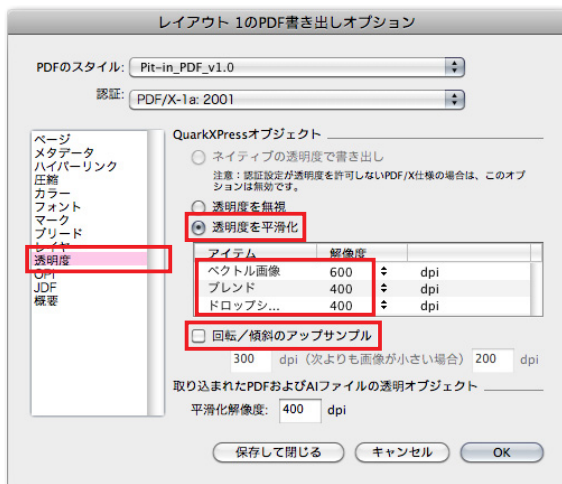 レイアウト 1のPDF書き出しオプション
PDFのスタイル: Pit-in_PDF_v1.0
認証: PDF/X-1a: 2001
ページ
メタデータ
ハイパーリンク
圧縮
カラー
フォント
マーク
ブリード
レイヤ
透明度
OPI
JDF
概要
QuarkXPressオブジェクト
ネイティブの透明度で書き出し
注意：認証設定が透明度を許可しないPDF/X仕様の場合は、このオプ
ションは無効です。
透明度を無視
透明度を平滑化
アイテム 解像度
ベクトル画像 600 dpi
ブレンド 400 dpi
ドロップシ... 400 dpi
回転／傾斜のアップサンプル
300 dpi（次よりも画像が小さい場合） 200 dpi
取り込まれたPDFおよびAIファイルの透明オブジェクト
平滑化解像度: 400 dpi
保存して閉じる キャンセル OK